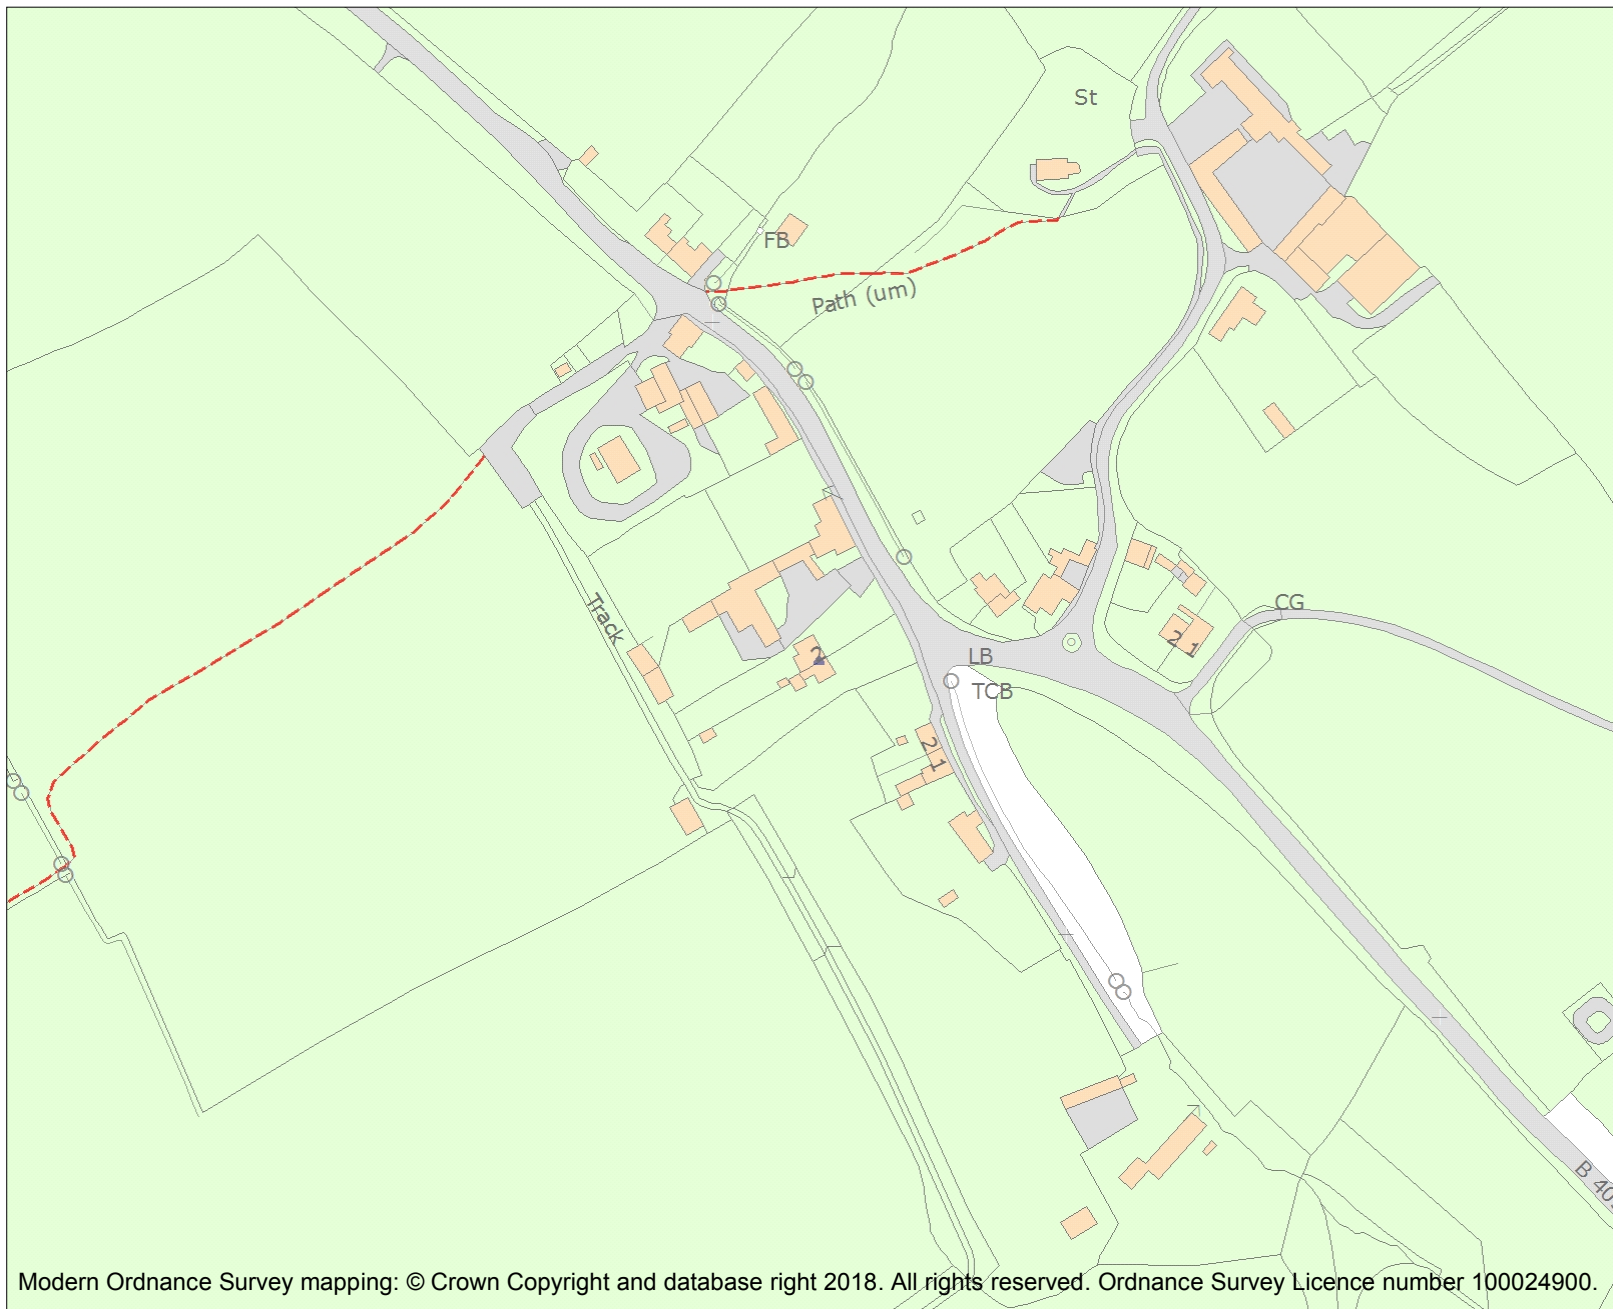 St
FB
Path (um)
Track
CG
2 1
LB
TCB
2
2 1
B 40
Modern Ordnance Survey mapping: © Crown Copyright and database right 2018. All rights reserved. Ordnance Survey Licence number 100024900.